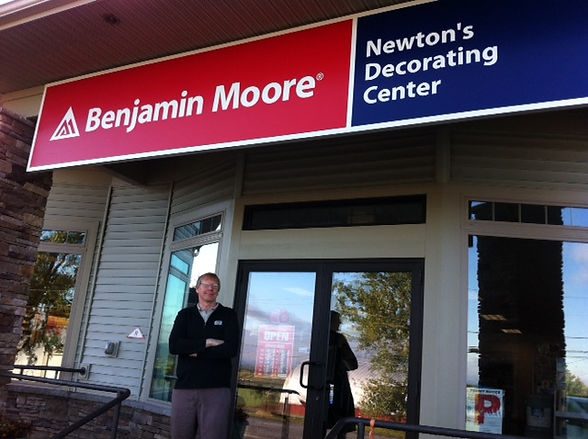 Benjamin Moore®
Newton's
Decorating
Center
OPEN
P